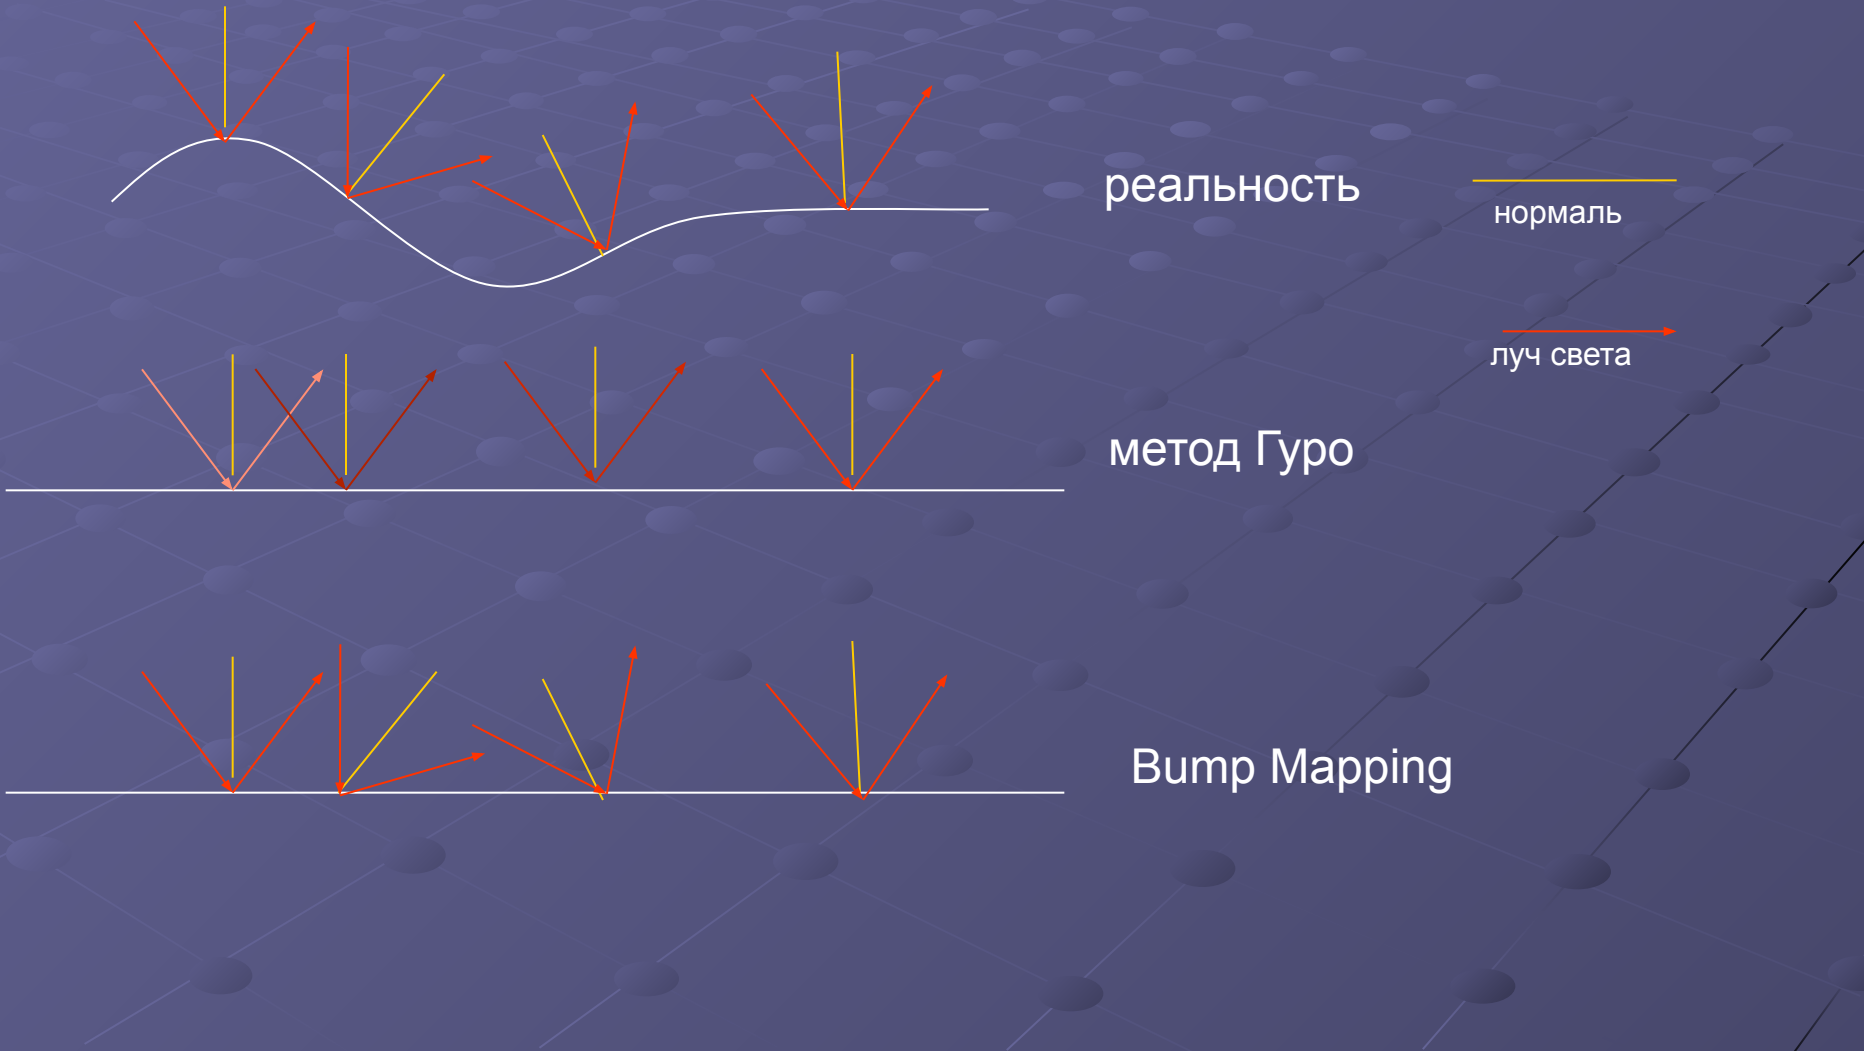 реальность
нормаль
луч света
метод Гуро
Bump Mapping